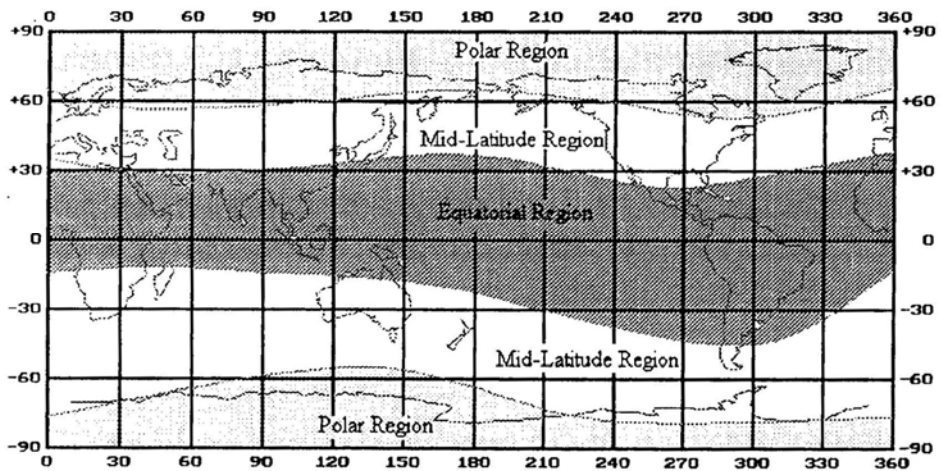 0 30 60 90 120 150 180 210 240 270 300 330 360
+90 +90
Polar Region
+60 +60
Mid-Latitude Region
+30 +30
Equatorial Region
0 0
-30 -30
Mid-Latitude Region
-60 -60
Polar Region
-90 -90
0 30 60 90 120 150 180 210 240 270 300 330 360